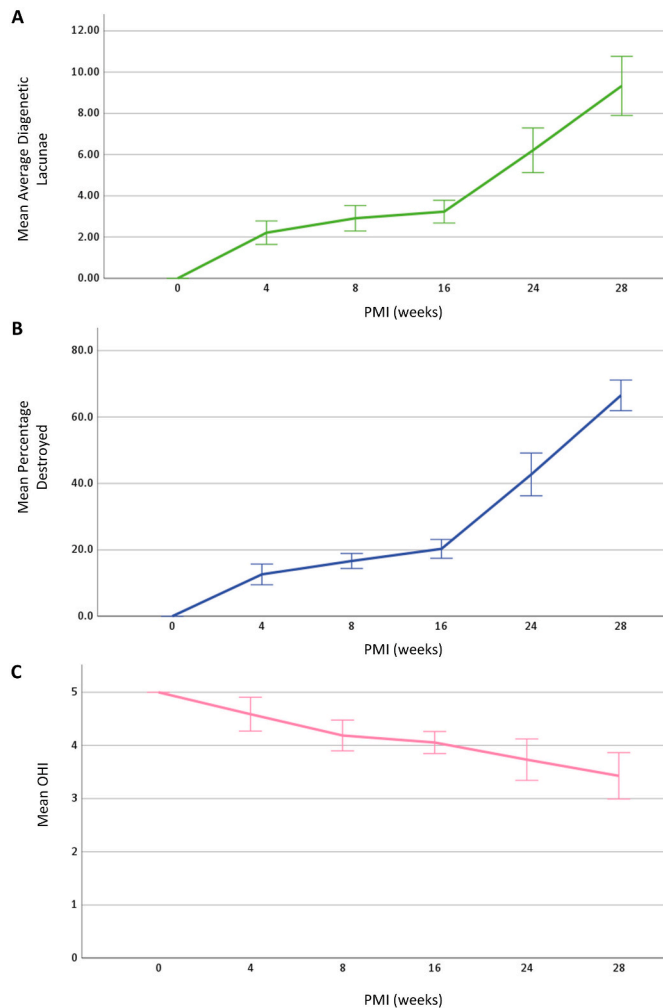 A
Mean Average Diagenetic
Lacunae
12.00
10.00
8.00
6.00
4.00
2.00
0.00
0 4 8 16 24 28
PMI (weeks)
B
Mean Percentage
Destroyed
80.0
60.0
40.0
20.0
0.0
0 4 8 16 24 28
PMI (weeks)
C
Mean OHI
5
4
3
2
1
0
0 4 8 16 24 28
PMI (weeks)